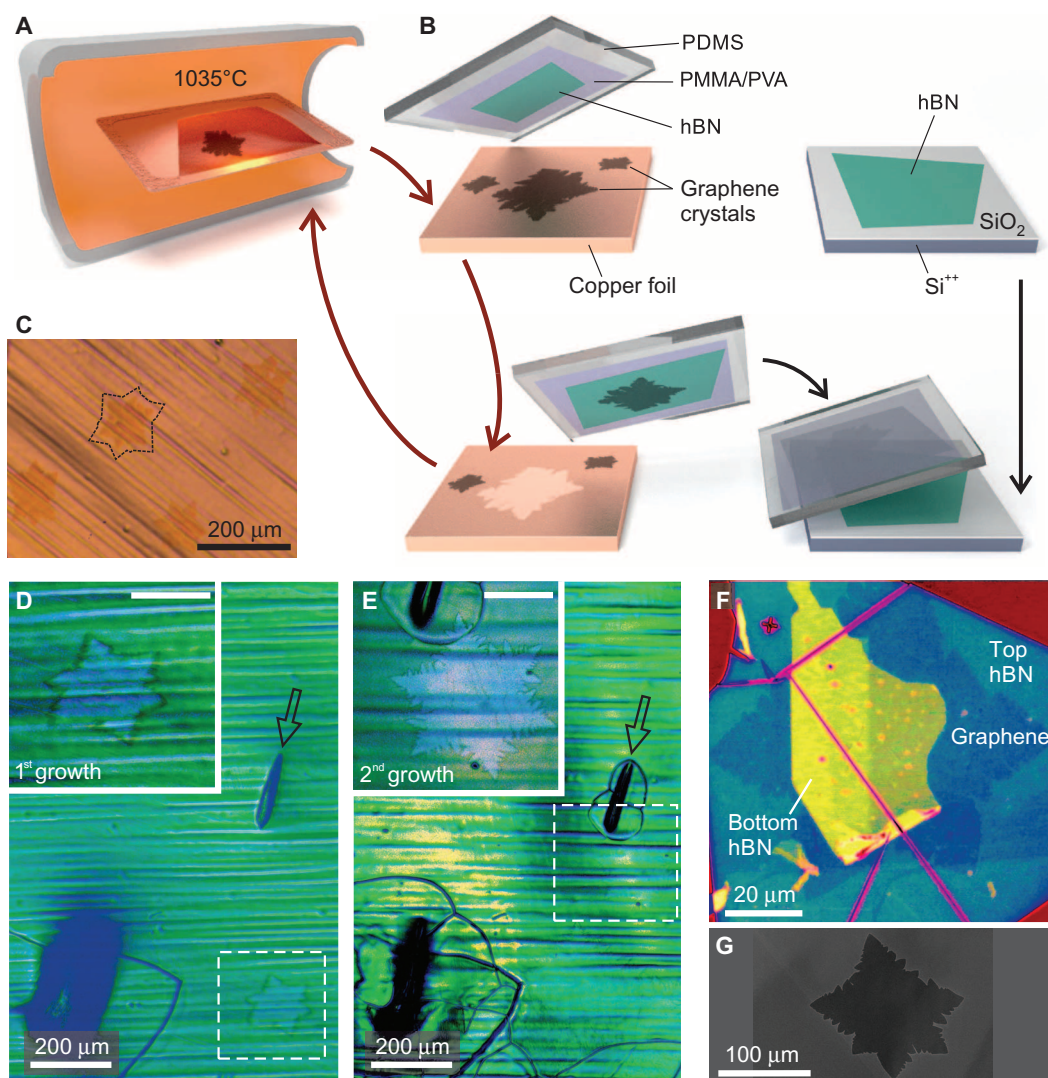 A
1035°C
B
PDMS
PMMA/PVA
hBN
Graphene
crystals
Copper foil
hBN
SiO₂
Si⁺⁺
C
200 μm
D
1st growth
200 μm
E
2nd growth
200 μm
F
Top
hBN
Graphene
Bottom
hBN
20 μm
G
100 μm